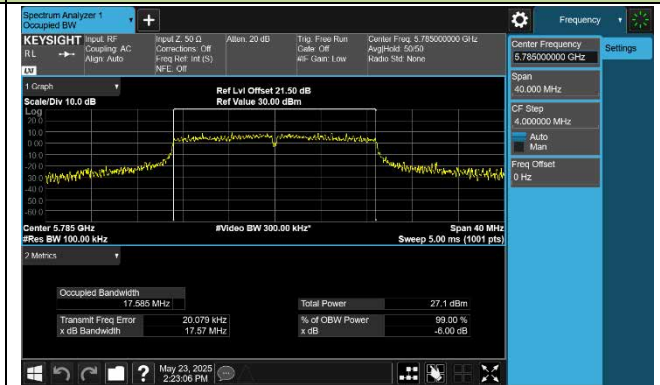 Spectrum Analyzer 1
Occupied BW
Frequency
KEYSIGHT
RL
LXI
Input: RF
Coupling: AC
Align: Auto
Input Z: 50 Ω
Corrections: Off
Freq Ref: Int (S)
NFE: Off
Atten: 20 dB
Trig: Free Run
Gate: Off
#IF Gain: Low
Center Freq: 5.785000000 GHz
Avg|Hold: 50/50
Radio Std: None
Center Frequency
5.785000000 GHz
Settings
Span
40.000 MHz
CF Step
4.000000 MHz
Auto
Man
Freq Offset
0 Hz
1 Graph
Scale/Div 10.0 dB
Ref Lvl Offset 21.50 dB
Ref Value 30.00 dBm
Log
20.0
10.0
0.00
-10.0
-20.0
-30.0
-40.0
-50.0
-60.0
Center 5.785 GHz
#Video BW 300.00 kHz*
Span 40 MHz
#Res BW 100.00 kHz
Sweep 5.00 ms (1001 pts)
2 Metrics
Occupied Bandwidth
17.585 MHz
Total Power
27.1 dBm
Transmit Freq Error
20.079 kHz
% of OBW Power
99.00 %
x dB Bandwidth
17.57 MHz
x dB
-6.00 dB
May 23, 2025
2:23:06 PM